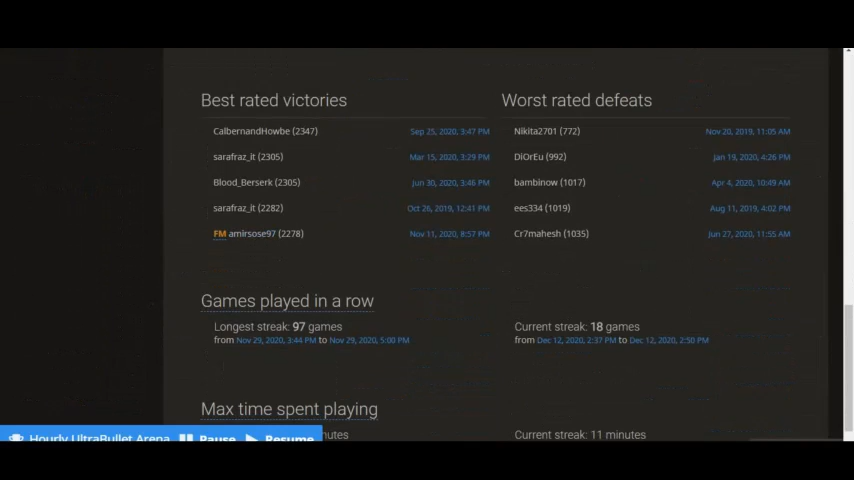 Best rated victories
Worst rated defeats
CalbernandHowbe (2347) Sep 25, 2020, 3:47 PM
Nikita2701 (772) Nov 20, 2019, 11:05 AM
sarafraz_it (2305) Mar 15, 2020, 3:29 PM
DiOrEu (992) Jan 19, 2020, 4:26 PM
Blood_Berserk (2305) Jun 30, 2020, 3:46 PM
bambinow (1017) Apr 4, 2020, 10:49 AM
sarafraz_it (2282) Oct 26, 2019, 12:41 PM
ees334 (1019) Aug 11, 2019, 4:02 PM
FM amirsose97 (2278) Nov 11, 2020, 8:57 PM
Cr7mahesh (1035) Jun 27, 2020, 11:55 AM
Games played in a row
Longest streak: 97 games
Current streak: 18 games
from Nov 29, 2020, 3:44 PM to Nov 29, 2020, 5:00 PM
from Dec 12, 2020, 2:37 PM to Dec 12, 2020, 2:50 PM
Max time spent playing
Current streak: 11 minutes
Hourly UltraBullet Arena Pause Resume